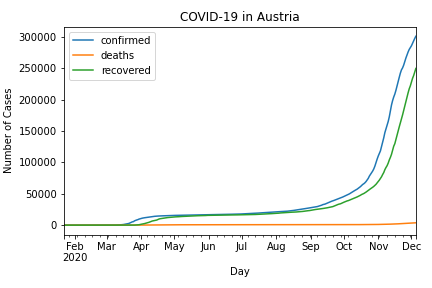 COVID-19 in Austria
confirmed
deaths
recovered
Number of Cases
300000
250000
200000
150000
100000
50000
0
Feb Mar Apr May Jun Jul Aug Sep Oct Nov Dec
2020
Day